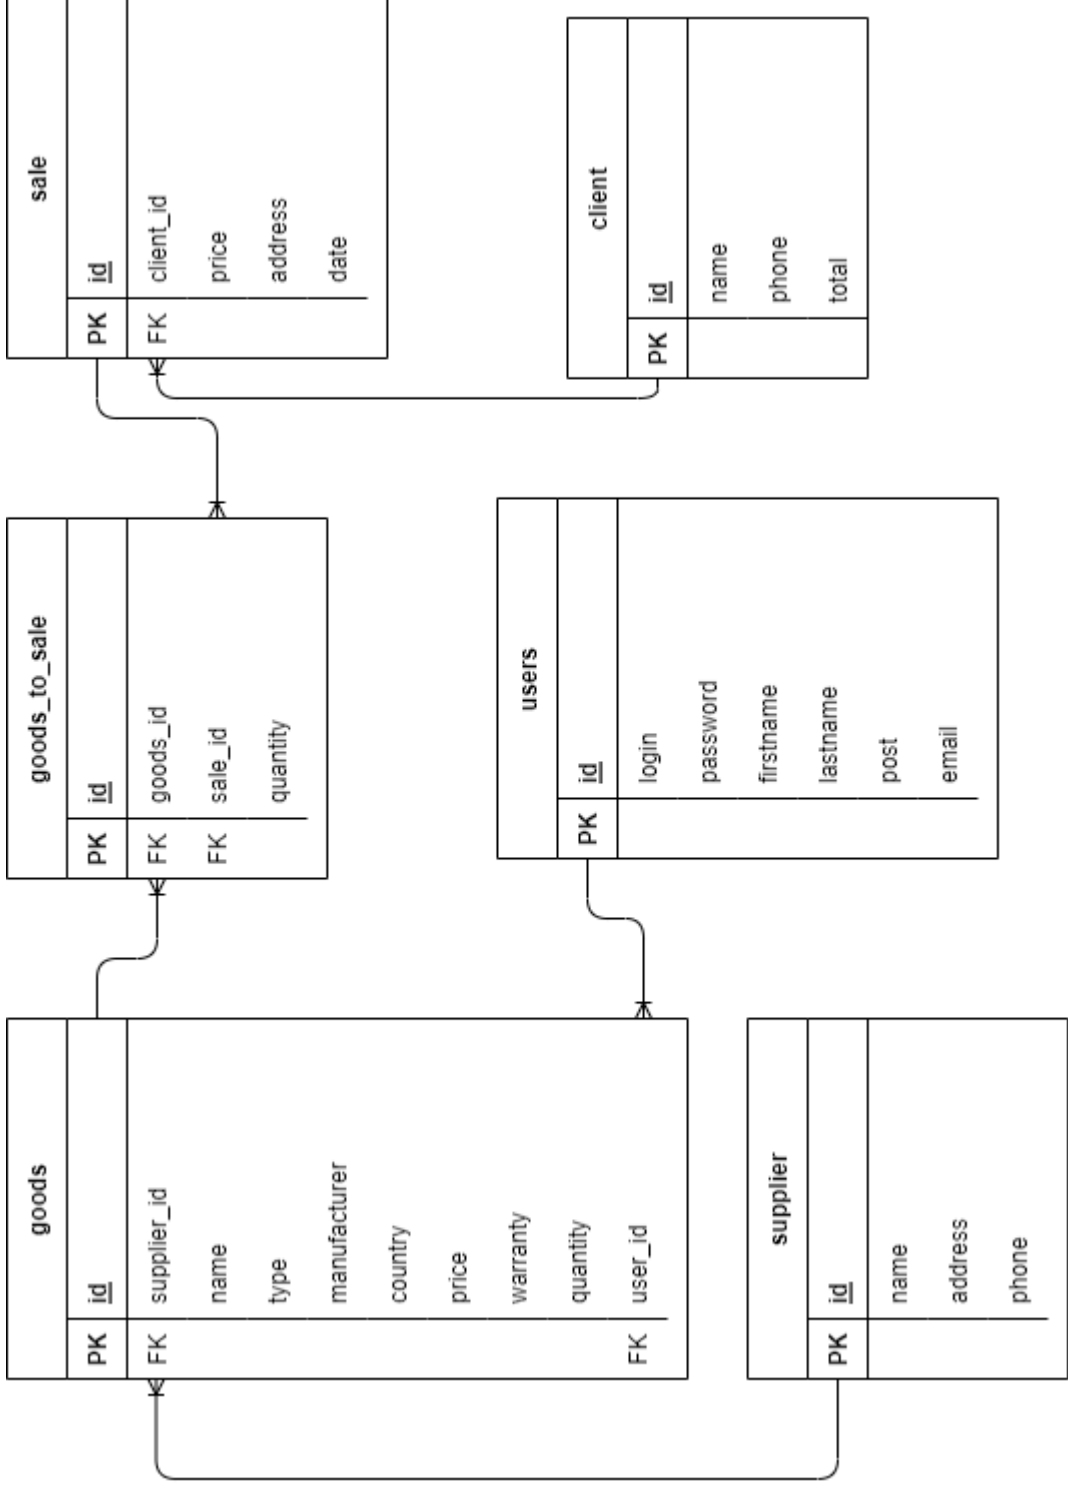 goods
PK id
FK supplier_id
name
type
manufacturer
country
price
warranty
quantity
FK user_id
goods_to_sale
PK id
FK goods_id
FK sale_id
quantity
sale
PK id
FK client_id
price
address
date
supplier
PK id
name
address
phone
users
PK id
login
password
firstname
lastname
post
email
client
PK id
name
phone
total